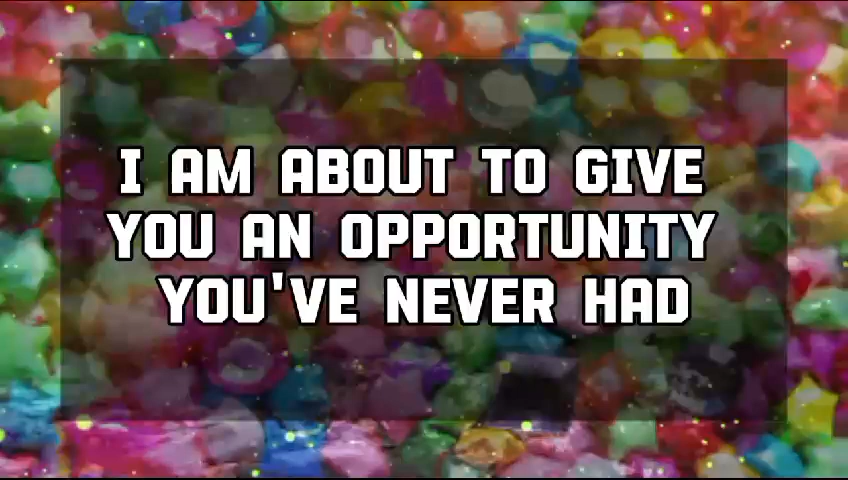 I AM ABOUT TO GIVE
YOU AN OPPORTUNITY
YOU'VE NEVER HAD